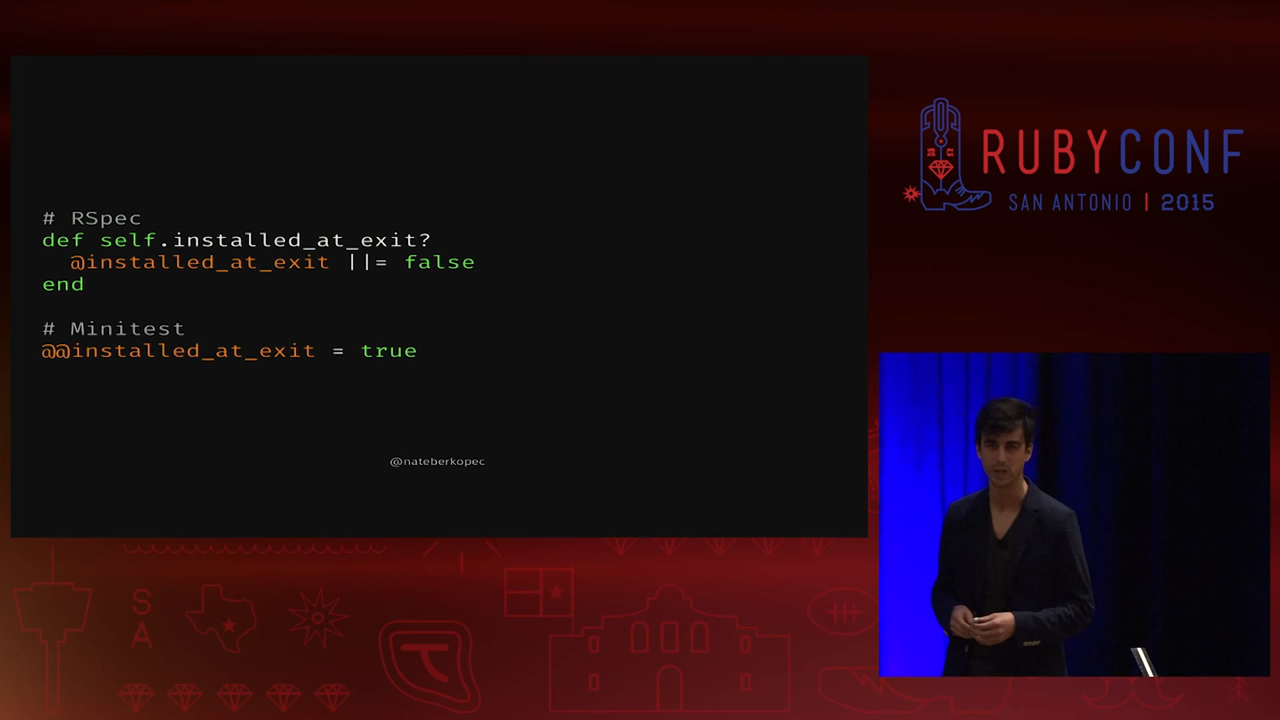 # RSpec
def self.installed_at_exit?
  @installed_at_exit ||= false
end

# Minitest
@@installed_at_exit = true
@nateberkopec
RUBYCONF
SAN ANTONIO | 2015
S
A